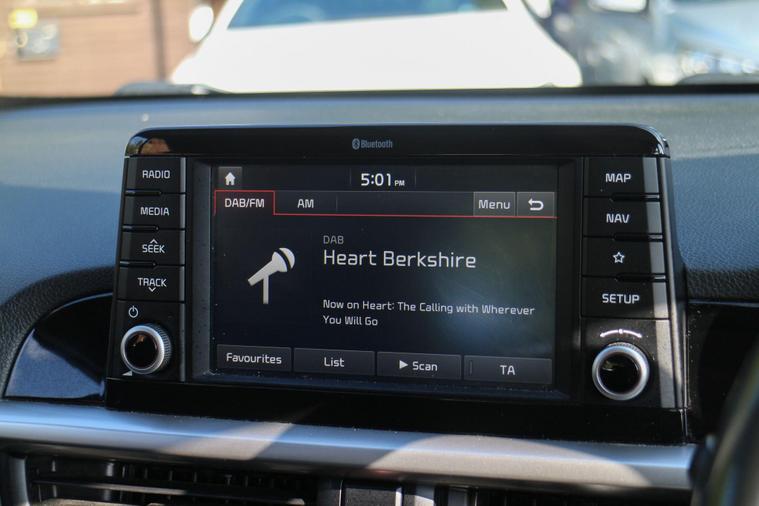 Bluetooth
RADIO
MEDIA
SEEK
TRACK
5:01 PM
DAB/FM
AM
Menu
DAB
Heart Berkshire
Now on Heart: The Calling with Wherever
You Will Go
Favourites
List
Scan
TA
MAP
NAV
SETUP